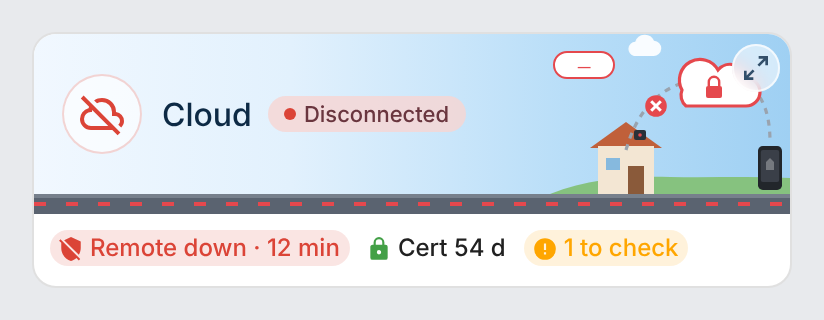 Cloud
Disconnected
—
Remote down · 12 min
Cert 54 d
1 to check